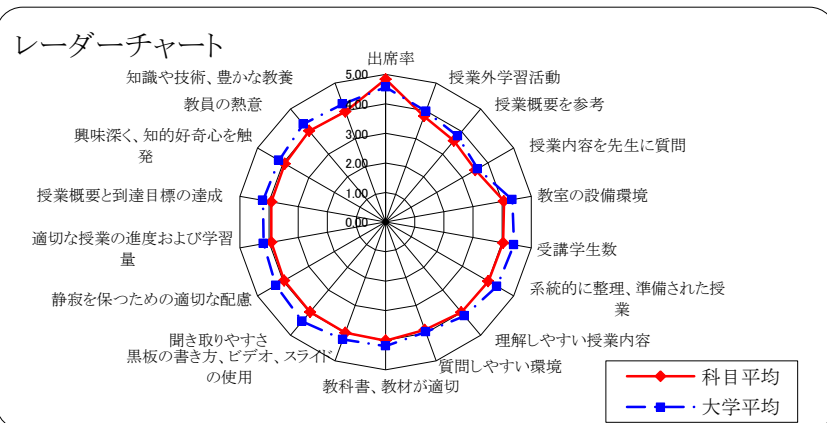 レーダーチャート
出席率
授業外学習活動
授業概要を参考
授業内容を先生に質問
教室の設備環境
受講学生数
系統的に整理、準備された授
業
理解しやすい授業内容
質問しやすい環境
教科書、教材が適切
黒板の書き方、ビデオ、スライド
の使用
聞き取りやすさ
静寂を保つための適切な配慮
適切な授業の進度および学習
量
授業概要と到達目標の達成
興味深く、知的好奇心を触
発
教員の熱意
知識や技術、豊かな教養
5.00
4.00
3.00
2.00
1.00
0.00
科目平均
大学平均